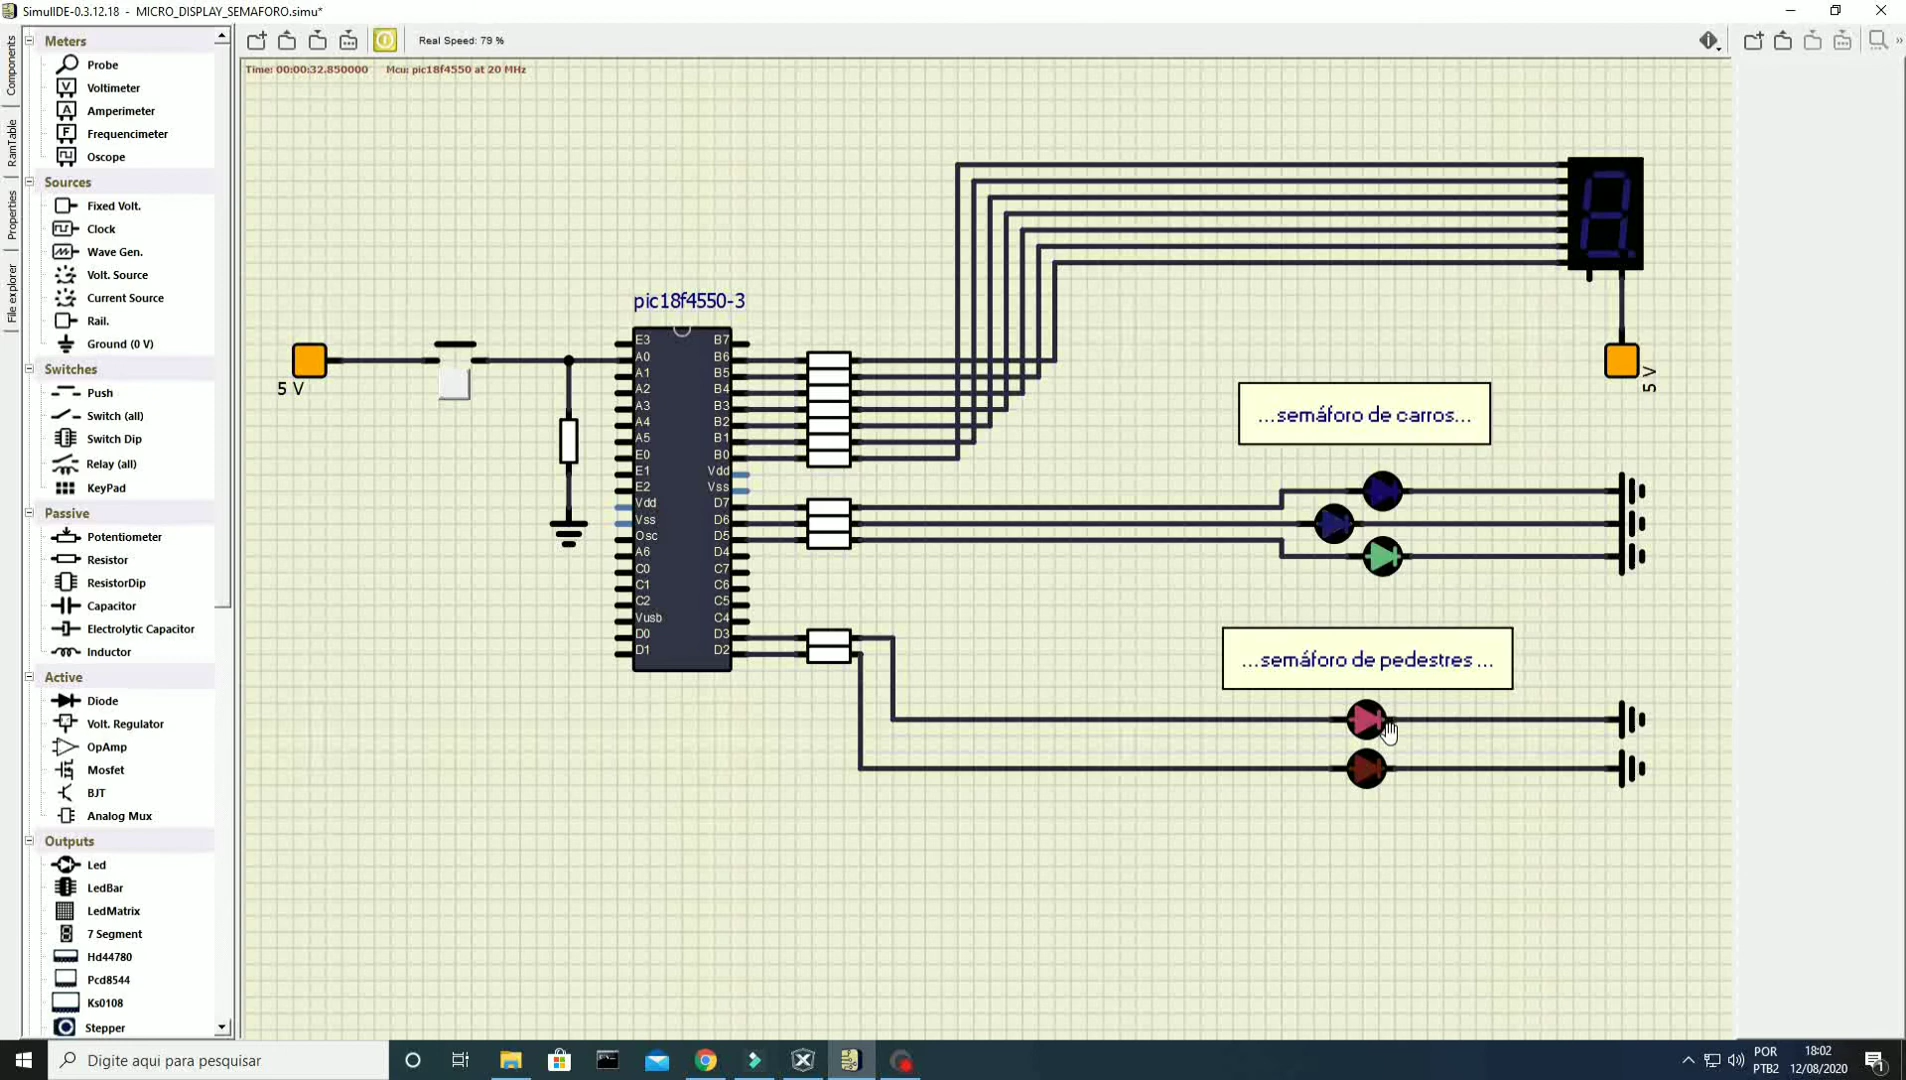 SimulIDE-0.3.12.18 - MICRO_DISPLAY_SEMAFORO.simu*
Components
RamTable
Properties
File explorer
Meters
Probe
Voltimeter
Amperimeter
Frequencimeter
Oscope
Sources
Fixed Volt.
Clock
Wave Gen.
Volt. Source
Current Source
Rail.
Ground (0 V)
Switches
Push
Switch (all)
Switch Dip
Relay (all)
KeyPad
Passive
Potentiometer
Resistor
ResistorDip
Capacitor
Electrolytic Capacitor
Inductor
Active
Diode
Volt. Regulator
OpAmp
Mosfet
BJT
Analog Mux
Outputs
Led
LedBar
LedMatrix
7 Segment
Hd44780
Pcd8544
Ks0108
Stepper
Real Speed: 79 %
Time: 00:00:32.850000 Mcu: pic18f4550 at 20 MHz
pic18f4550-3
5 V
E3 B7
A0 B6
A1 B5
A2 B4
A3 B3
A4 B2
A5 B1
E0 B0
E1 Vdd
E2 Vss
Vdd D7
Vss D6
Osc D5
A6 D4
C0 C7
C1 C6
C2 C5
Vusb C4
D0 D3
D1 D2
5 V
...semáforo de carros...
...semáforo de pedestres ...
Digite aqui para pesquisar
POR
PTB2
18:02
12/08/2020
1